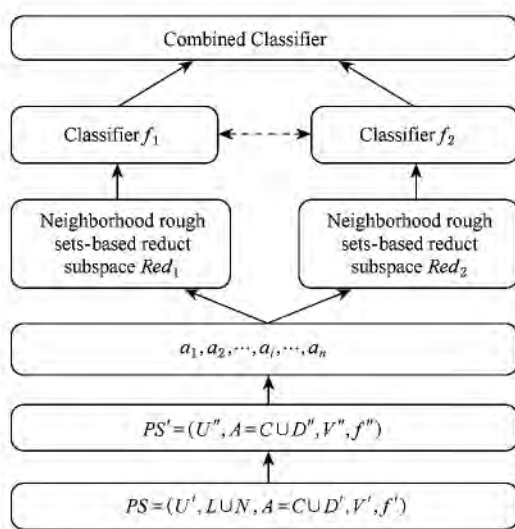 Combined Classifier
Classifier f₁
Classifier f₂
Neighborhood rough
sets-based reduct
subspace Red₁
Neighborhood rough
sets-based reduct
subspace Red₂
a₁, a₂, ⋯, aᵢ, ⋯, aₙ
PS′=(U″, A=C∪D″, V″, f″)
PS=(U′, L∪N, A=C∪D′, V′, f′)